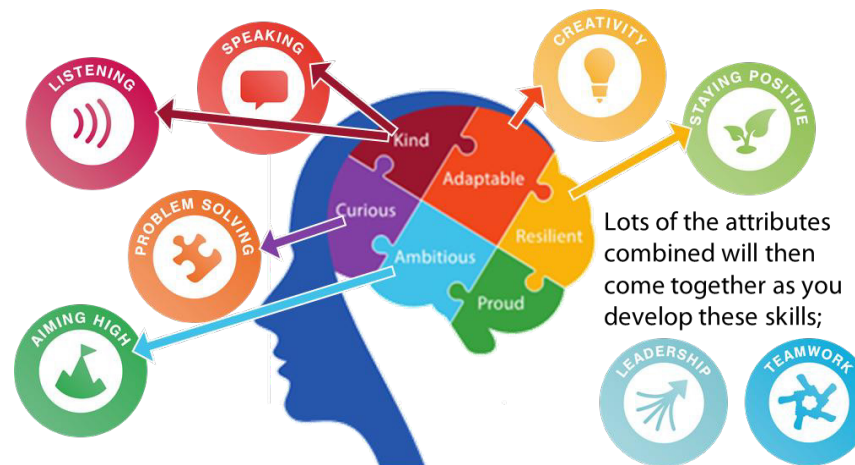 LISTENING
SPEAKING
CREATIVITY
STAYING POSITIVE
Kind
Adaptable
Curious
Resilient
Ambitious
Proud
PROBLEM SOLVING
AIMING HIGH
Lots of the attributes
combined will then
come together as you
develop these skills;
LEADERSHIP
TEAMWORK